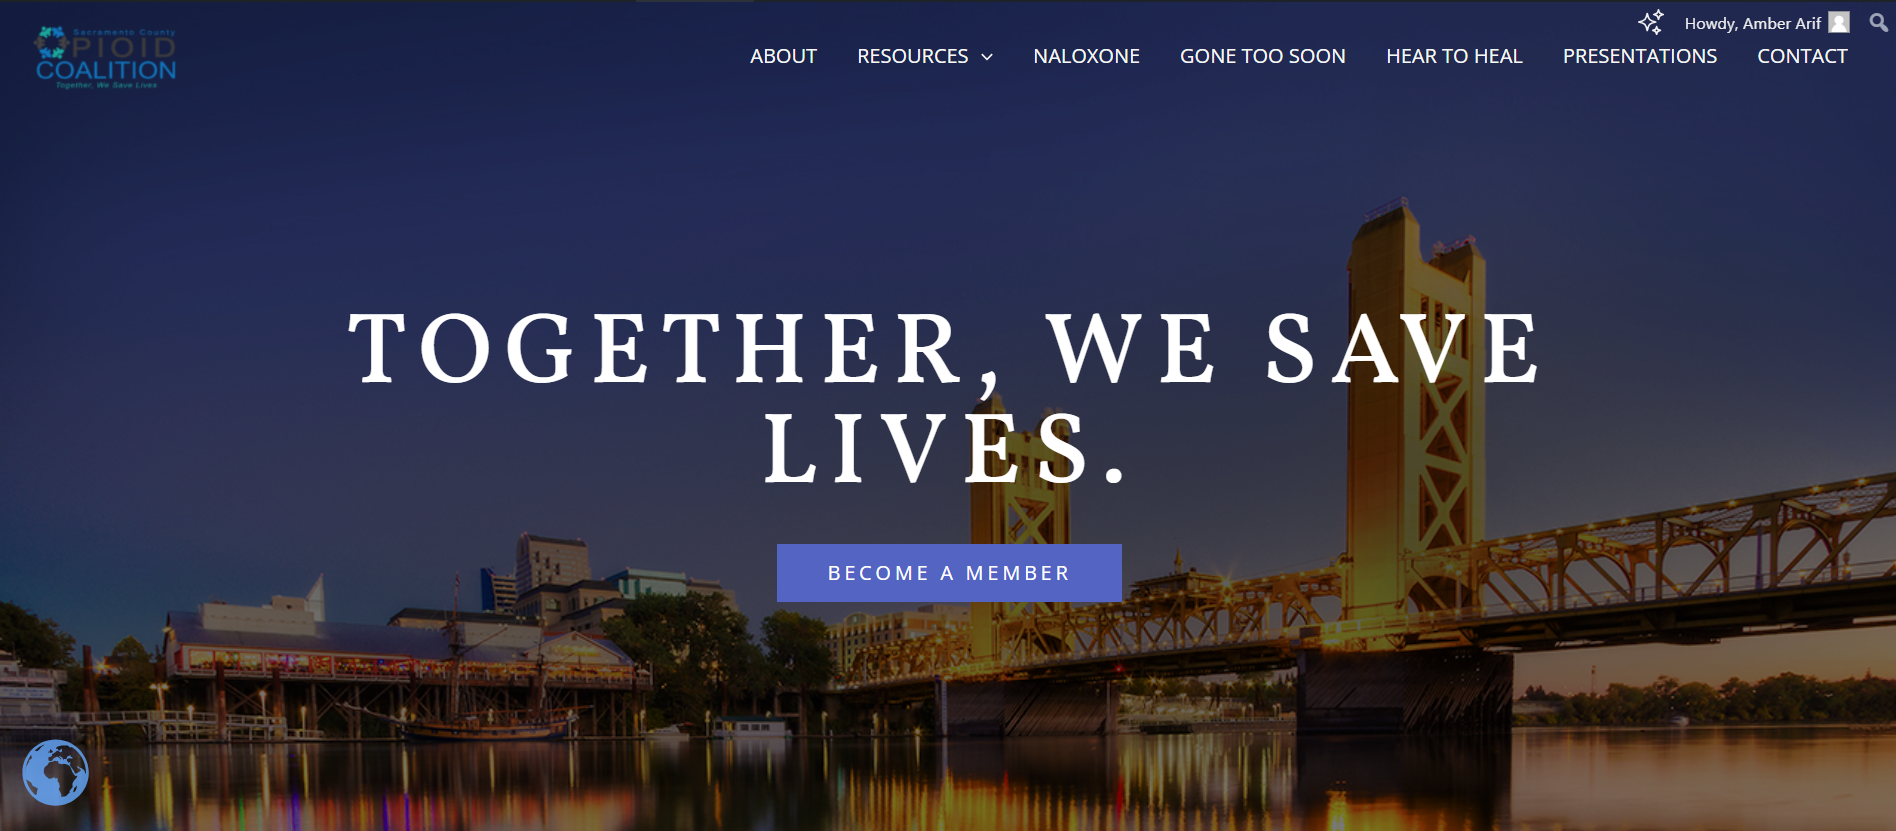 Howdy, Amber Arif
Sacramento County
OPIOID
COALITION
Together, We Save Lives
ABOUT
RESOURCES
NALOXONE
GONE TOO SOON
HEAR TO HEAL
PRESENTATIONS
CONTACT
TOGETHER, WE SAVE
LIVES.
BECOME A MEMBER